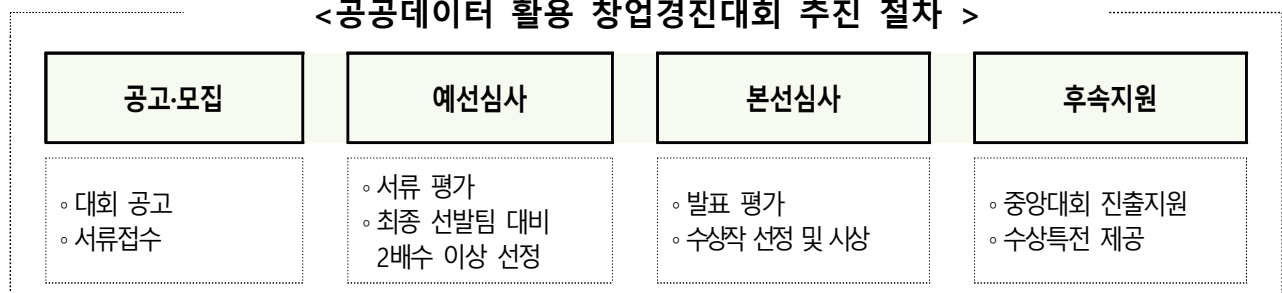 <공공데이터 활용 창업경진대회 추진 절차 >
공고·모집
예선심사
본선심사
후속지원
◦대회 공고
◦서류접수
◦서류 평가
◦최종 선발팀 대비
2배수 이상 선정
◦발표 평가
◦수상작 선정 및 시상
◦중앙대회 진출지원
◦수상특전 제공